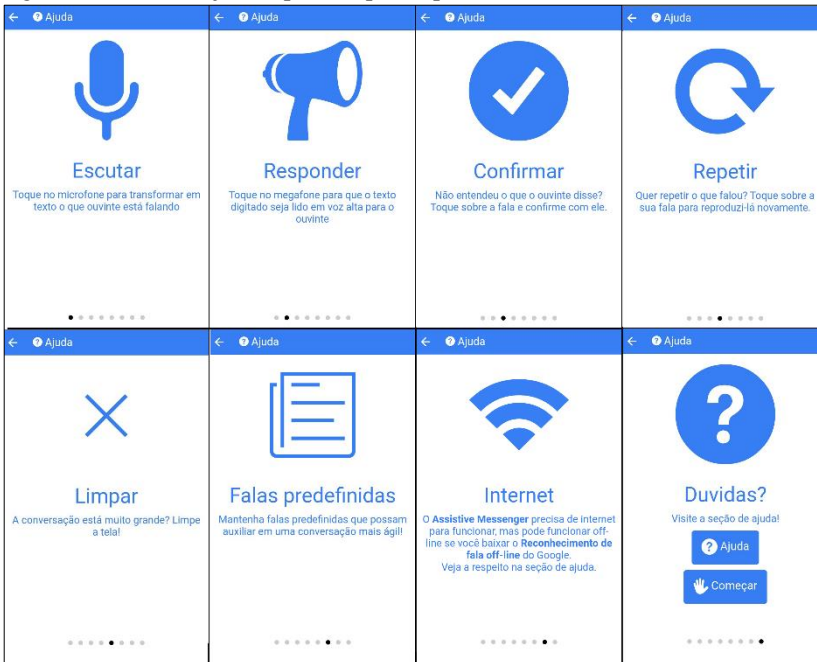 Ajuda
Escutar
Toque no microfone para transformar em
texto o que ouvinte está falando
Ajuda
Responder
Toque no megafone para que o texto
digitado seja lido em voz alta para o
ouvinte
Ajuda
Confirmar
Não entendeu o que o ouvinte disse?
Toque sobre a fala e confirme com ele.
Ajuda
Repetir
Quer repetir o que falou? Toque sobre a
sua fala para reproduzi-lá novamente.
Ajuda
Limpar
A conversação está muito grande? Limpe
a tela!
Ajuda
Falas predefinidas
Mantenha falas predefinidas que possam
auxiliar em uma conversação mais ágil!
Ajuda
Internet
O Assistive Messenger precisa de internet
para funcionar, mas pode funcionar off-
line se você baixar o Reconhecimento de
fala off-line do Google.
Veja a respeito na seção de ajuda.
Ajuda
Duvidas?
Visite a seção de ajuda!
Ajuda
Começar